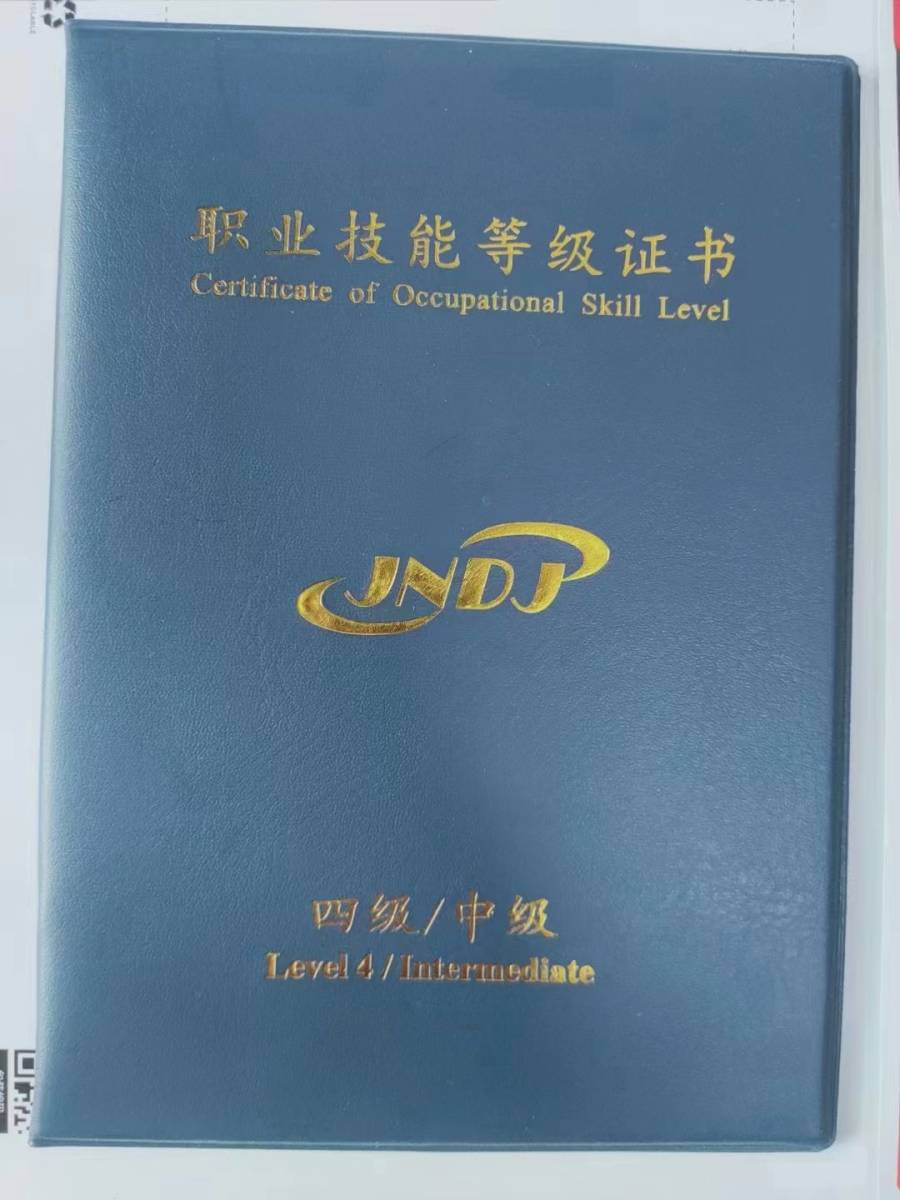 职业技能等级证书
Certificate of Occupational Skill Level
JNDJ
四级/中级
Level 4 / Intermediate